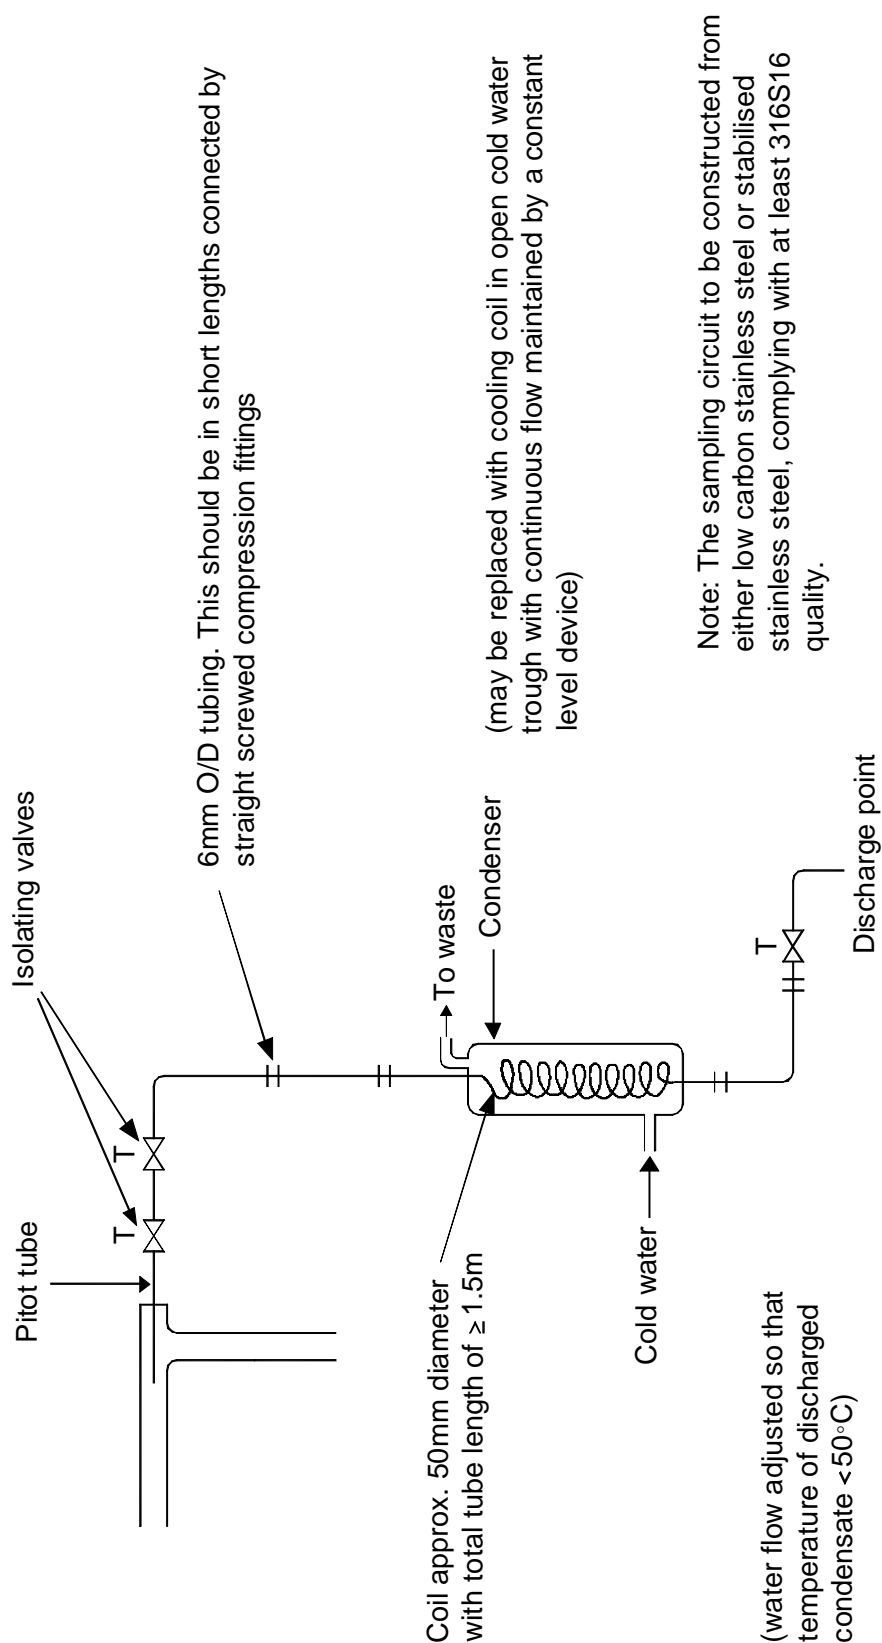 Pitot tube
Isolating valves
T
T
6mm O/D tubing. This should be in short lengths connected by
straight screwed compression fittings
Coil approx. 50mm diameter
with total tube length of ≥ 1.5m
To waste
Condenser
(may be replaced with cooling coil in open cold water
trough with continuous flow maintained by a constant
level device)
Cold water
Note: The sampling circuit to be constructed from
either low carbon stainless steel or stabilised
stainless steel, complying with at least 316S16
quality.
(water flow adjusted so that
temperature of discharged
condensate <50°C)
T
Discharge point